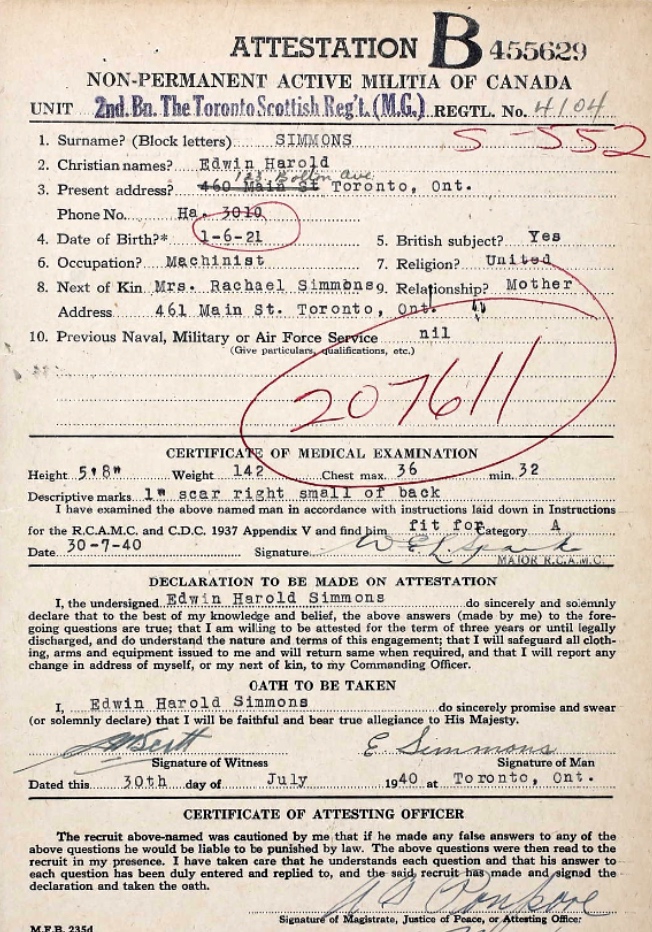 ATTESTATION B 455629
NON-PERMANENT ACTIVE MILITIA OF CANADA
UNIT 2nd. Bn. The Toronto Scottish Reg't. (M.G.) REGTL. No. 4104
S-552
1. Surname? (Block letters) SIMMONS
2. Christian names? Edwin Harold
123 Bolton Ave
3. Present address? 460 Main St Toronto, Ont.
Phone No. Ha. 3010
4. Date of Birth?* 1-6-21 5. British subject? Yes
6. Occupation? Machinist 7. Religion? United
8. Next of Kin Mrs. Rachael Simmons 9. Relationship? Mother
Address 461 Main St. Toronto, Ont.
10. Previous Naval, Military or Air Force Service nil
(Give particulars, qualifications, etc.)
207611
CERTIFICATE OF MEDICAL EXAMINATION
Height 5'8" Weight 142 Chest max. 36 min. 32
Descriptive marks 1" scar right small of back
I have examined the above named man in accordance with instructions laid down in Instructions
for the R.C.A.M.C. and C.D.C. 1937 Appendix V and find him fit for Category A
Date 30-7-40 Signature
MAJOR R.C.A.M.C.
DECLARATION TO BE MADE ON ATTESTATION
I, the undersigned Edwin Harold Simmons do sincerely and solemnly
declare that to the best of my knowledge and belief, the above answers (made by me) to the fore-
going questions are true; that I am willing to be attested for the term of three years or until legally
discharged, and do understand the nature and terms of this engagement; that I will safeguard all cloth-
ing, arms and equipment issued to me and will return same when required, and that I will report any
change in address of myself, or my next of kin, to my Commanding Officer.
OATH TO BE TAKEN
I, Edwin Harold Simmons do sincerely promise and swear
(or solemnly declare) that I will be faithful and bear true allegiance to His Majesty.
E Simmons
Signature of Witness Signature of Man
Dated this 30th day of July 1940 at Toronto, Ont.
CERTIFICATE OF ATTESTING OFFICER
The recruit above-named was cautioned by me that if he made any false answers to any of the
above questions he would be liable to be punished by law. The above questions were then read to the
recruit in my presence. I have taken care that he understands each question and that his answer to
each question has been duly entered and replied to, and the said recruit has made and signed the
declaration and taken the oath.
Signature of Magistrate, Justice of Peace, or Attesting Officer.
M.F.B. 235d